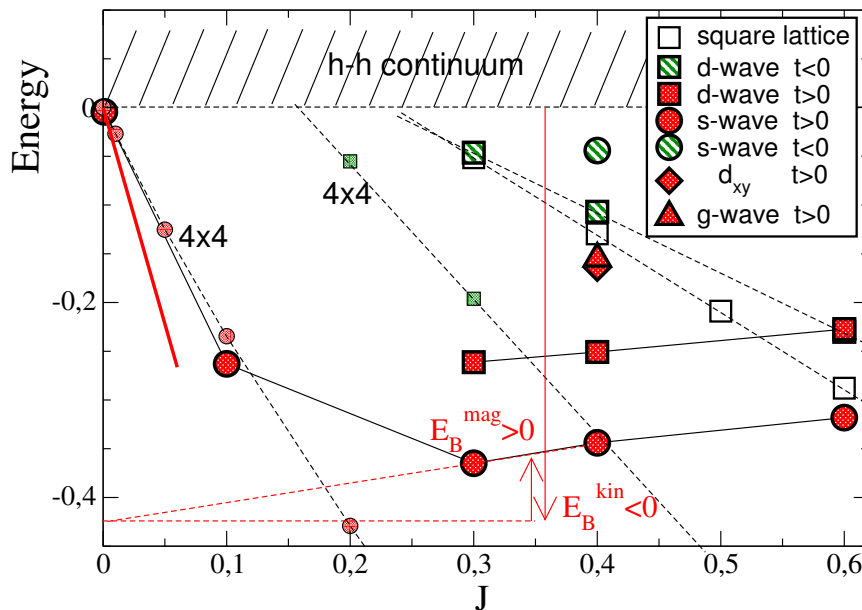 h-h continuum
square lattice
d-wave t<0
d-wave t>0
s-wave t>0
s-wave t<0
d_xy t>0
g-wave t>0
Energy
0
-0,2
-0,4
4x4
4x4
E_B^mag>0
E_B^kin<0
0
0,1
0,2
0,3
0,4
0,5
0,6
J